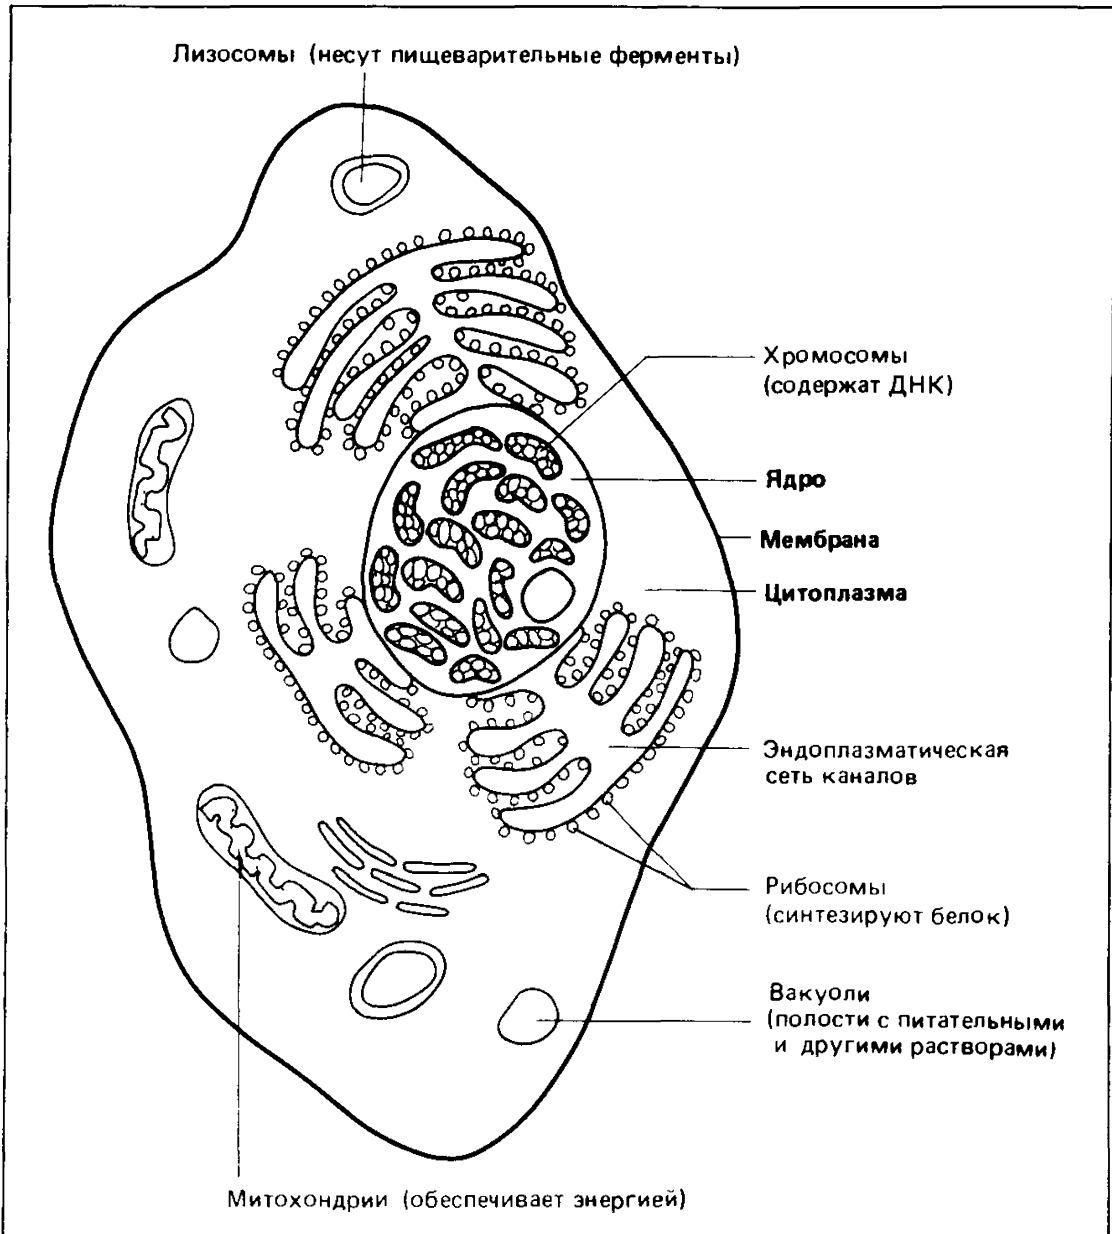 Лизосомы (несут пищеварительные ферменты)
Хромосомы
(содержат ДНК)
Ядро
Мембрана
Цитоплазма
Эндоплазматическая
сеть каналов
Рибосомы
(синтезируют белок)
Вакуоли
(полости с питательными
и другими растворами)
Митохондрии (обеспечивает энергией)